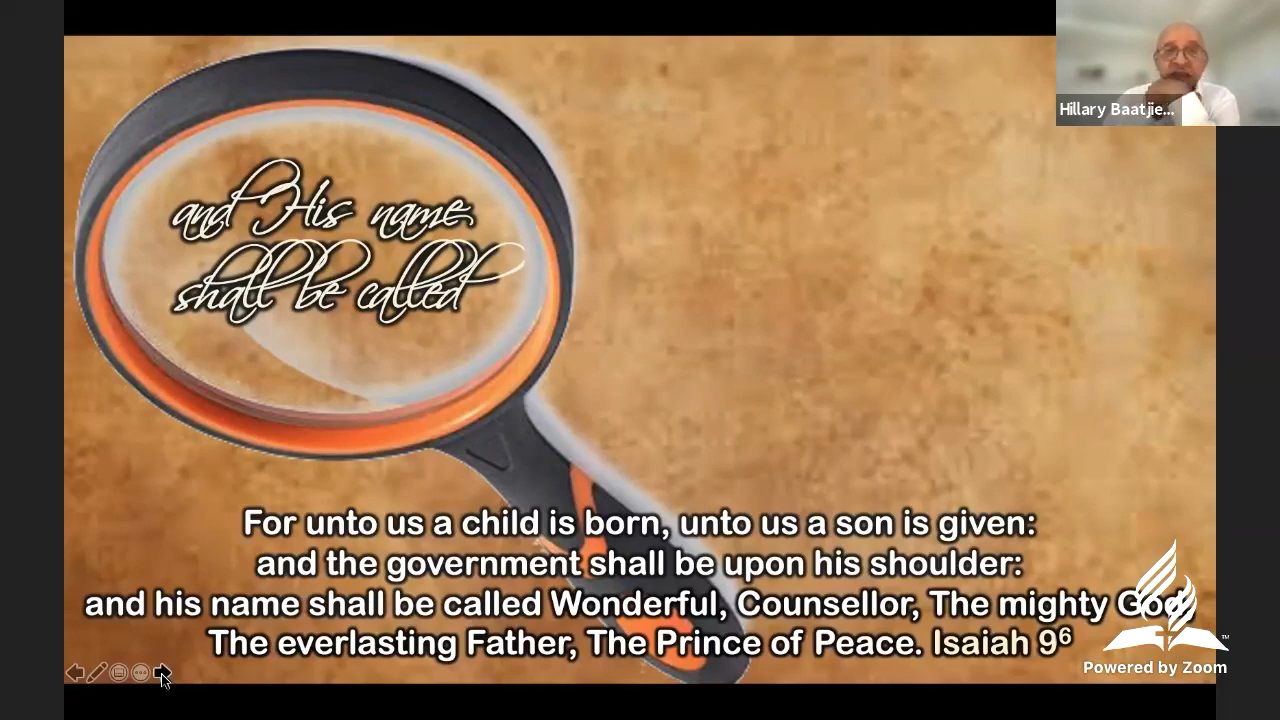 Hillary Baatjie...
and His name
shall be called
For unto us a child is born, unto us a son is given:
and the government shall be upon his shoulder:
and his name shall be called Wonderful, Counsellor, The mighty God
The everlasting Father, The Prince of Peace. Isaiah 9⁶
TM
Powered by Zoom